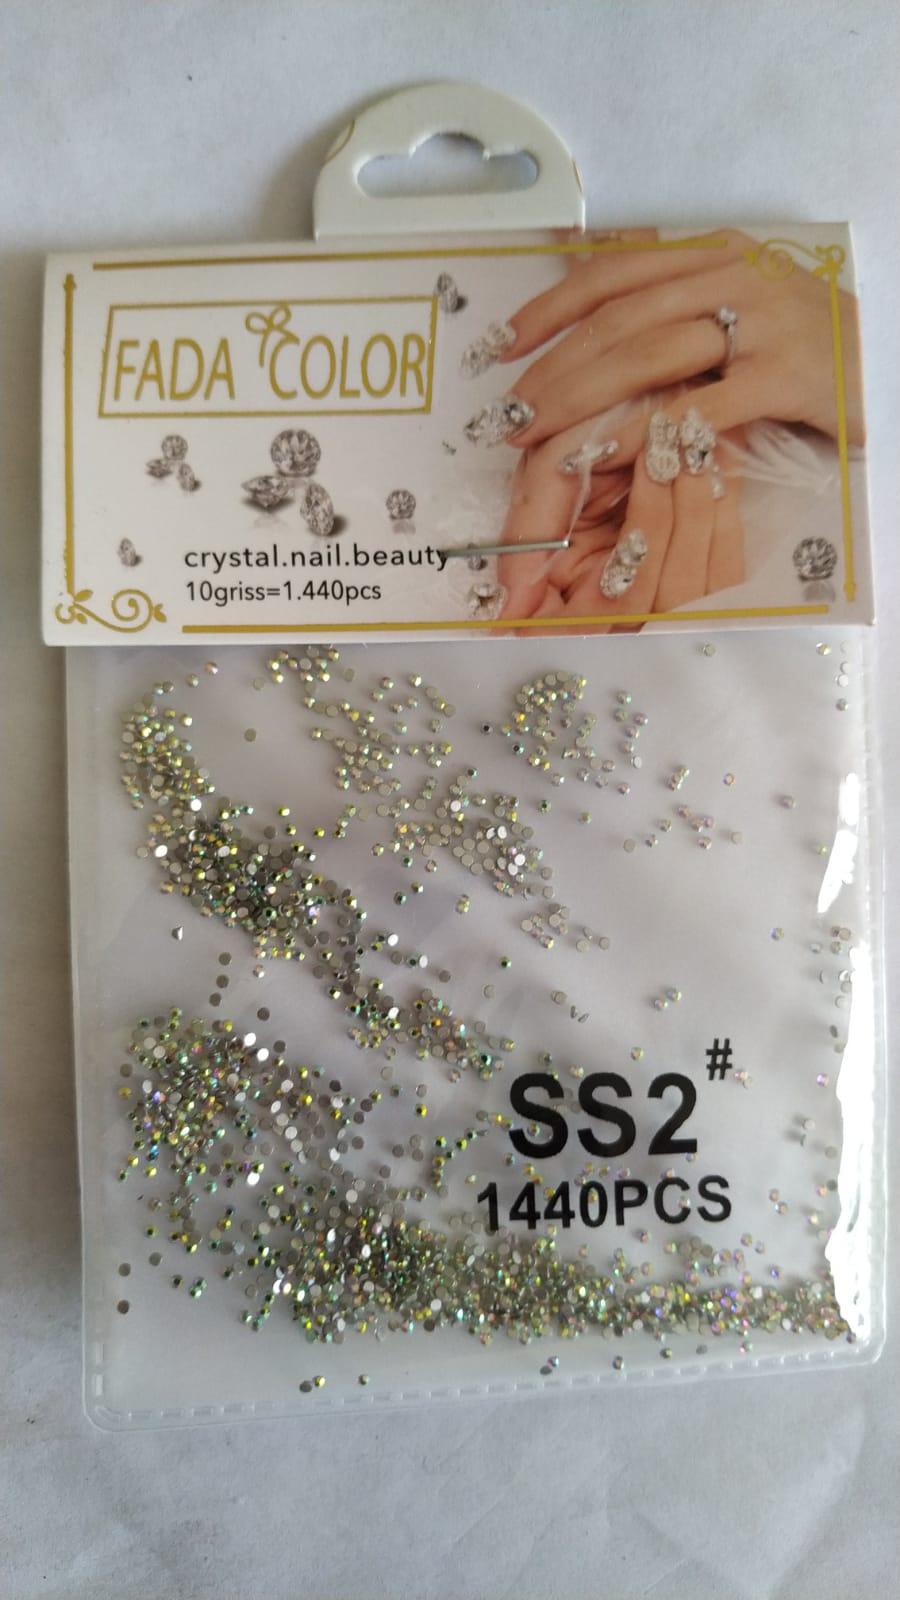 FADA COLOR
crystal.nail.beauty
10griss=1.440pcs
SS2#
1440PCS